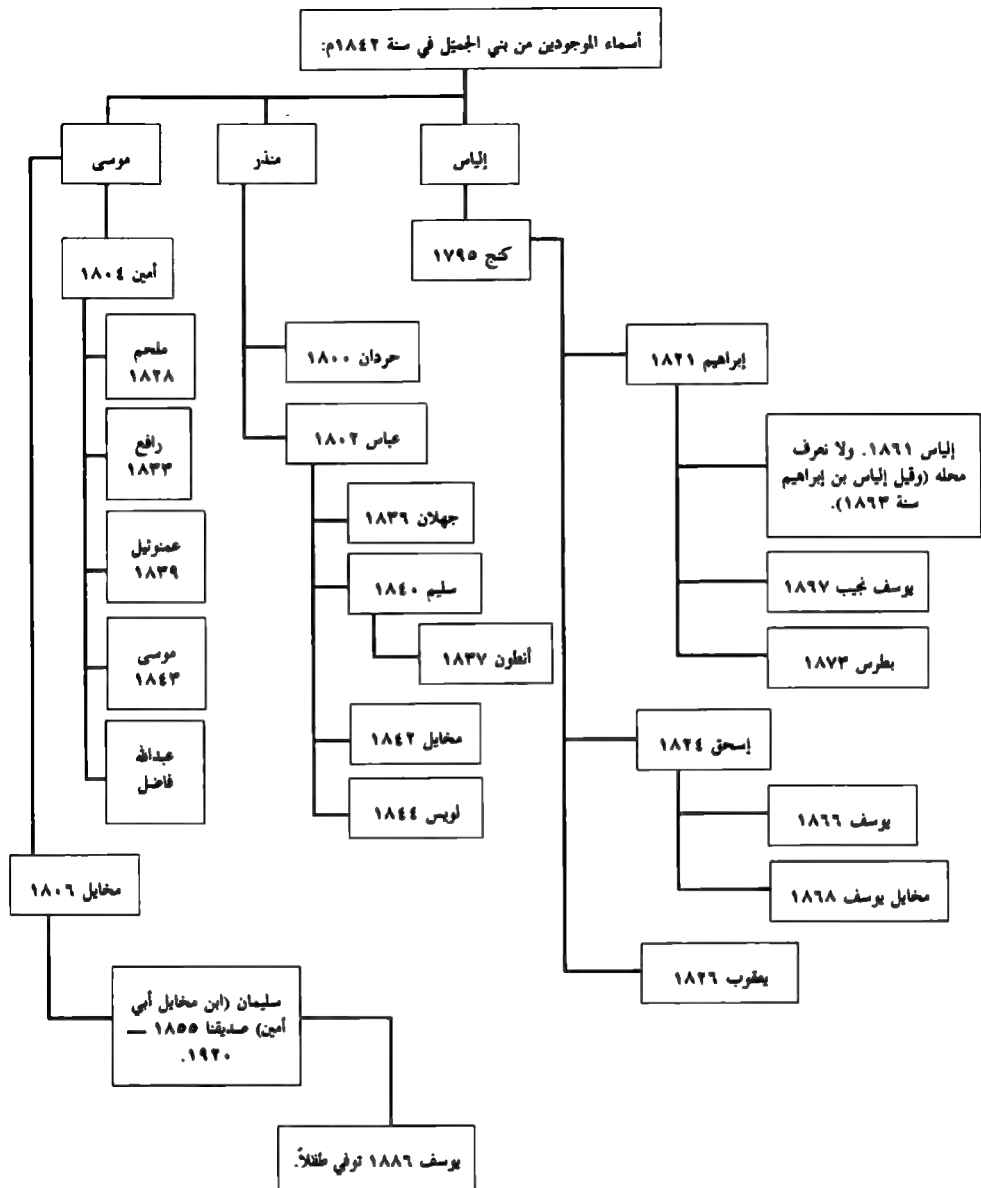 أسماء الموجودين من بني الجميّل في سنة ١٨٤٢م:
إلياس
منذر
موسى
كنج ١٧٩٥
إبراهيم ١٨٢١
إلياس ١٨٦١. ولا نعرف
محله (وقيل إلياس بن إبراهيم
سنة ١٨٦٣).
يوسف نجيب ١٨٦٧
بطرس ١٨٧٣
إسحق ١٨٢٤
يوسف ١٨٦٦
مخايل يوسف ١٨٦٨
يعقوب ١٨٢٦
حردان ١٨٠٠
عباس ١٨٠٢
جهلان ١٨٣٦
سليم ١٨٤٠
أنطون ١٨٣٧
مخايل ١٨٤٢
لويس ١٨٤٤
أمين ١٨٠٤
ملحم
١٨٢٨
رافع
١٨٣٣
عمنوئيل
١٨٣٩
موسى
١٨٤٣
عبدالله
فاضل
مخايل ١٨٠٦
سليمان (ابن مخايل أبي
أمين) صديقنا ١٨٥٥ —
١٩٢٠.
يوسف ١٨٨٦ توفي طفلاً.